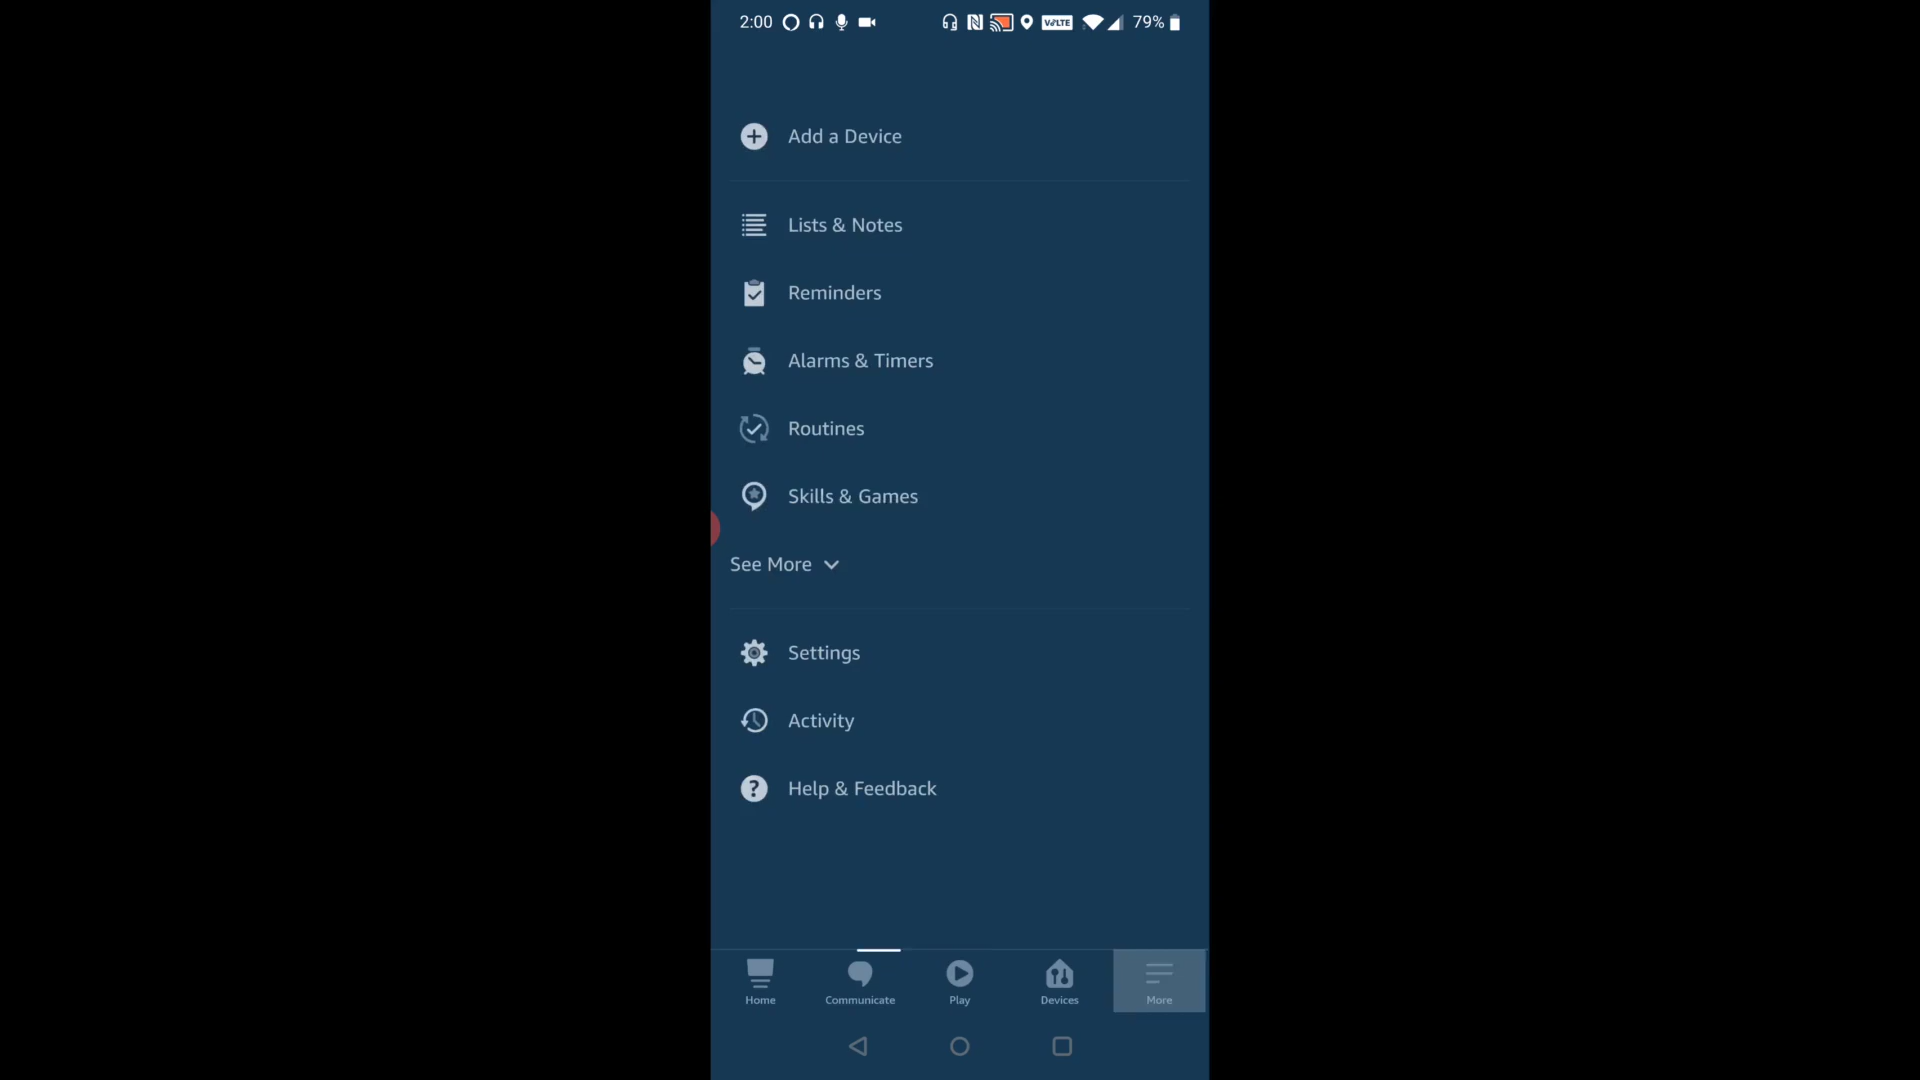 2:00 VoLTE 79%
Add a Device
Lists & Notes
Reminders
Alarms & Timers
Routines
Skills & Games
See More
Settings
Activity
Help & Feedback
Home Communicate Play Devices More